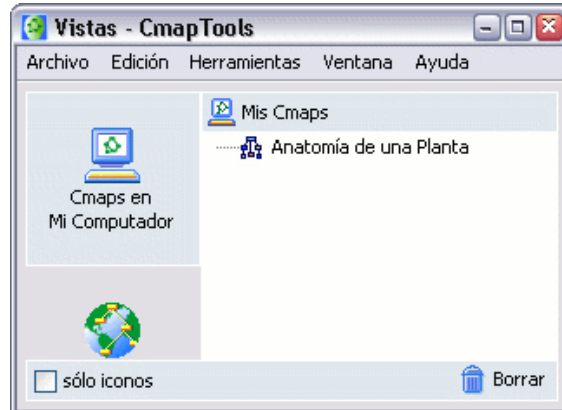 Vistas - CmapTools
Archivo Edición Herramientas Ventana Ayuda
Mis Cmaps
Anatomía de una Planta
Cmaps en
Mi Computador
sólo iconos
Borrar